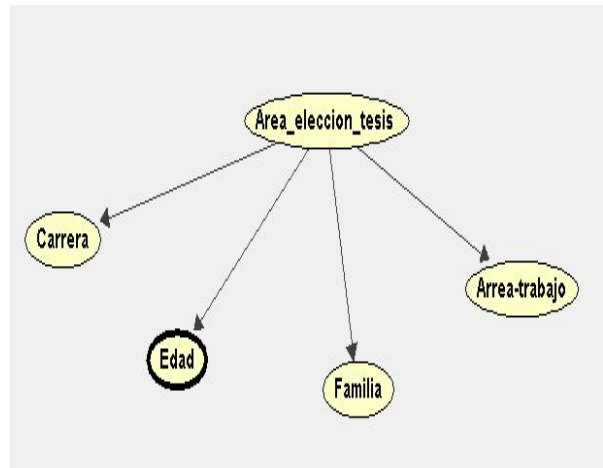 Area_eleccion_tesis
Carrera
Arrea-trabajo
Edad
Familia